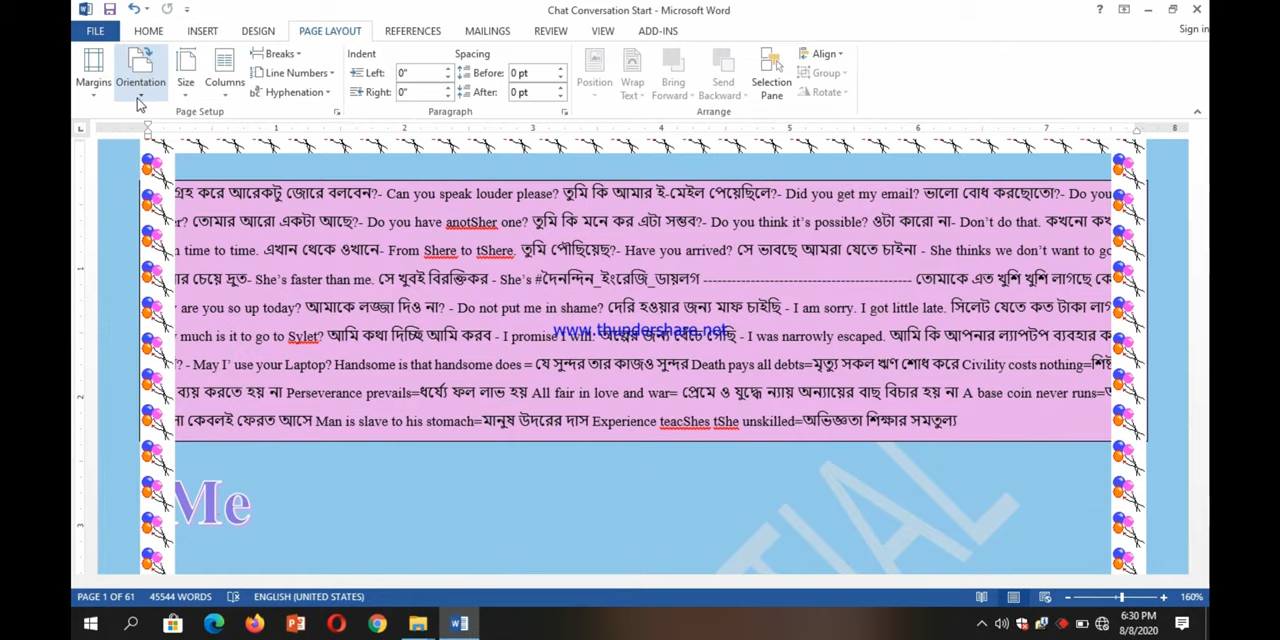 Chat Conversation Start - Microsoft Word
Sign in
FILE HOME INSERT DESIGN PAGE LAYOUT REFERENCES MAILINGS REVIEW VIEW ADD-INS
Margins Orientation Size Columns
Breaks
Line Numbers
Hyphenation
Page Setup
Indent
Left: 0"
Right: 0"
Spacing
Before: 0 pt
After: 0 pt
Paragraph
Position Wrap Text Bring Forward Send Backward Selection Pane
Align
Group
Rotate
Arrange
1 2 3 4 5 6 7 8
গ্রহ করে আরেকটু জোরে বলবেন?- Can you speak louder please? তুমি কি আমার ই-মেইল পেয়েছিলে?- Did you get my email? ভালো বোধ করছোতো?- Do you
r? তোমার আরো একটা আছে?- Do you have anotSher one? তুমি কি মনে কর এটা সম্ভব?- Do you think it's possible? ওটা কারো না- Don't do that. কখনো
time to time. এখান থেকে ওখানে- From Shere to tShere. তুমি পৌছিয়েছ?- Have you arrived? সে ভাবছে আমরা যেতে চাইনা - She thinks we don't want to go
র চেয়ে দ্রুত- She's faster than me. সে খুবই বিরক্তিকর - She's #দৈনন্দিন_ইংরেজি_ডায়লগ ---------------------------------------- তোমাকে এত খুশি খুশি লাগছে কে
are you so up today? আমাকে লজ্জা দিও না? - Do not put me in shame? দেরি হওয়ার জন্য মাফ চাইছি - I am sorry. I got little late. সিলেট যেতে কত টাকা লা
much is it to go to Sylet? আমি কথা দিচ্ছি আমি করব - I promise I will. অল্পের জন্য বেচে গেছি - I was narrowly escaped. আমি কি আপনার ল্যাপটপ ব্যবহার ক
? - May I' use your Laptop? Handsome is that handsome does = যে সুন্দর তার কাজও সুন্দর Death pays all debts=মৃত্যু সকল ঋণ শোধ করে Civility costs nothing=
ব্যয় করতে হয় না Perseverance prevails=ধর্য্যে ফল লাভ হয় All fair in love and war= প্রেমে ও যুদ্ধে ন্যায় অন্যায়ের বাছ বিচার হয় না A base coin never runs=
কেবলই ফেরত আসে Man is slave to his stomach=মানুষ উদরের দাস Experience teacShes tShe unskilled=অভিজ্ঞতা শিক্ষার সমতুল্য
www.thundershare.net
Me
TIAL
PAGE 1 OF 61 45544 WORDS ENGLISH (UNITED STATES) 160%
6:30 PM
8/8/2020